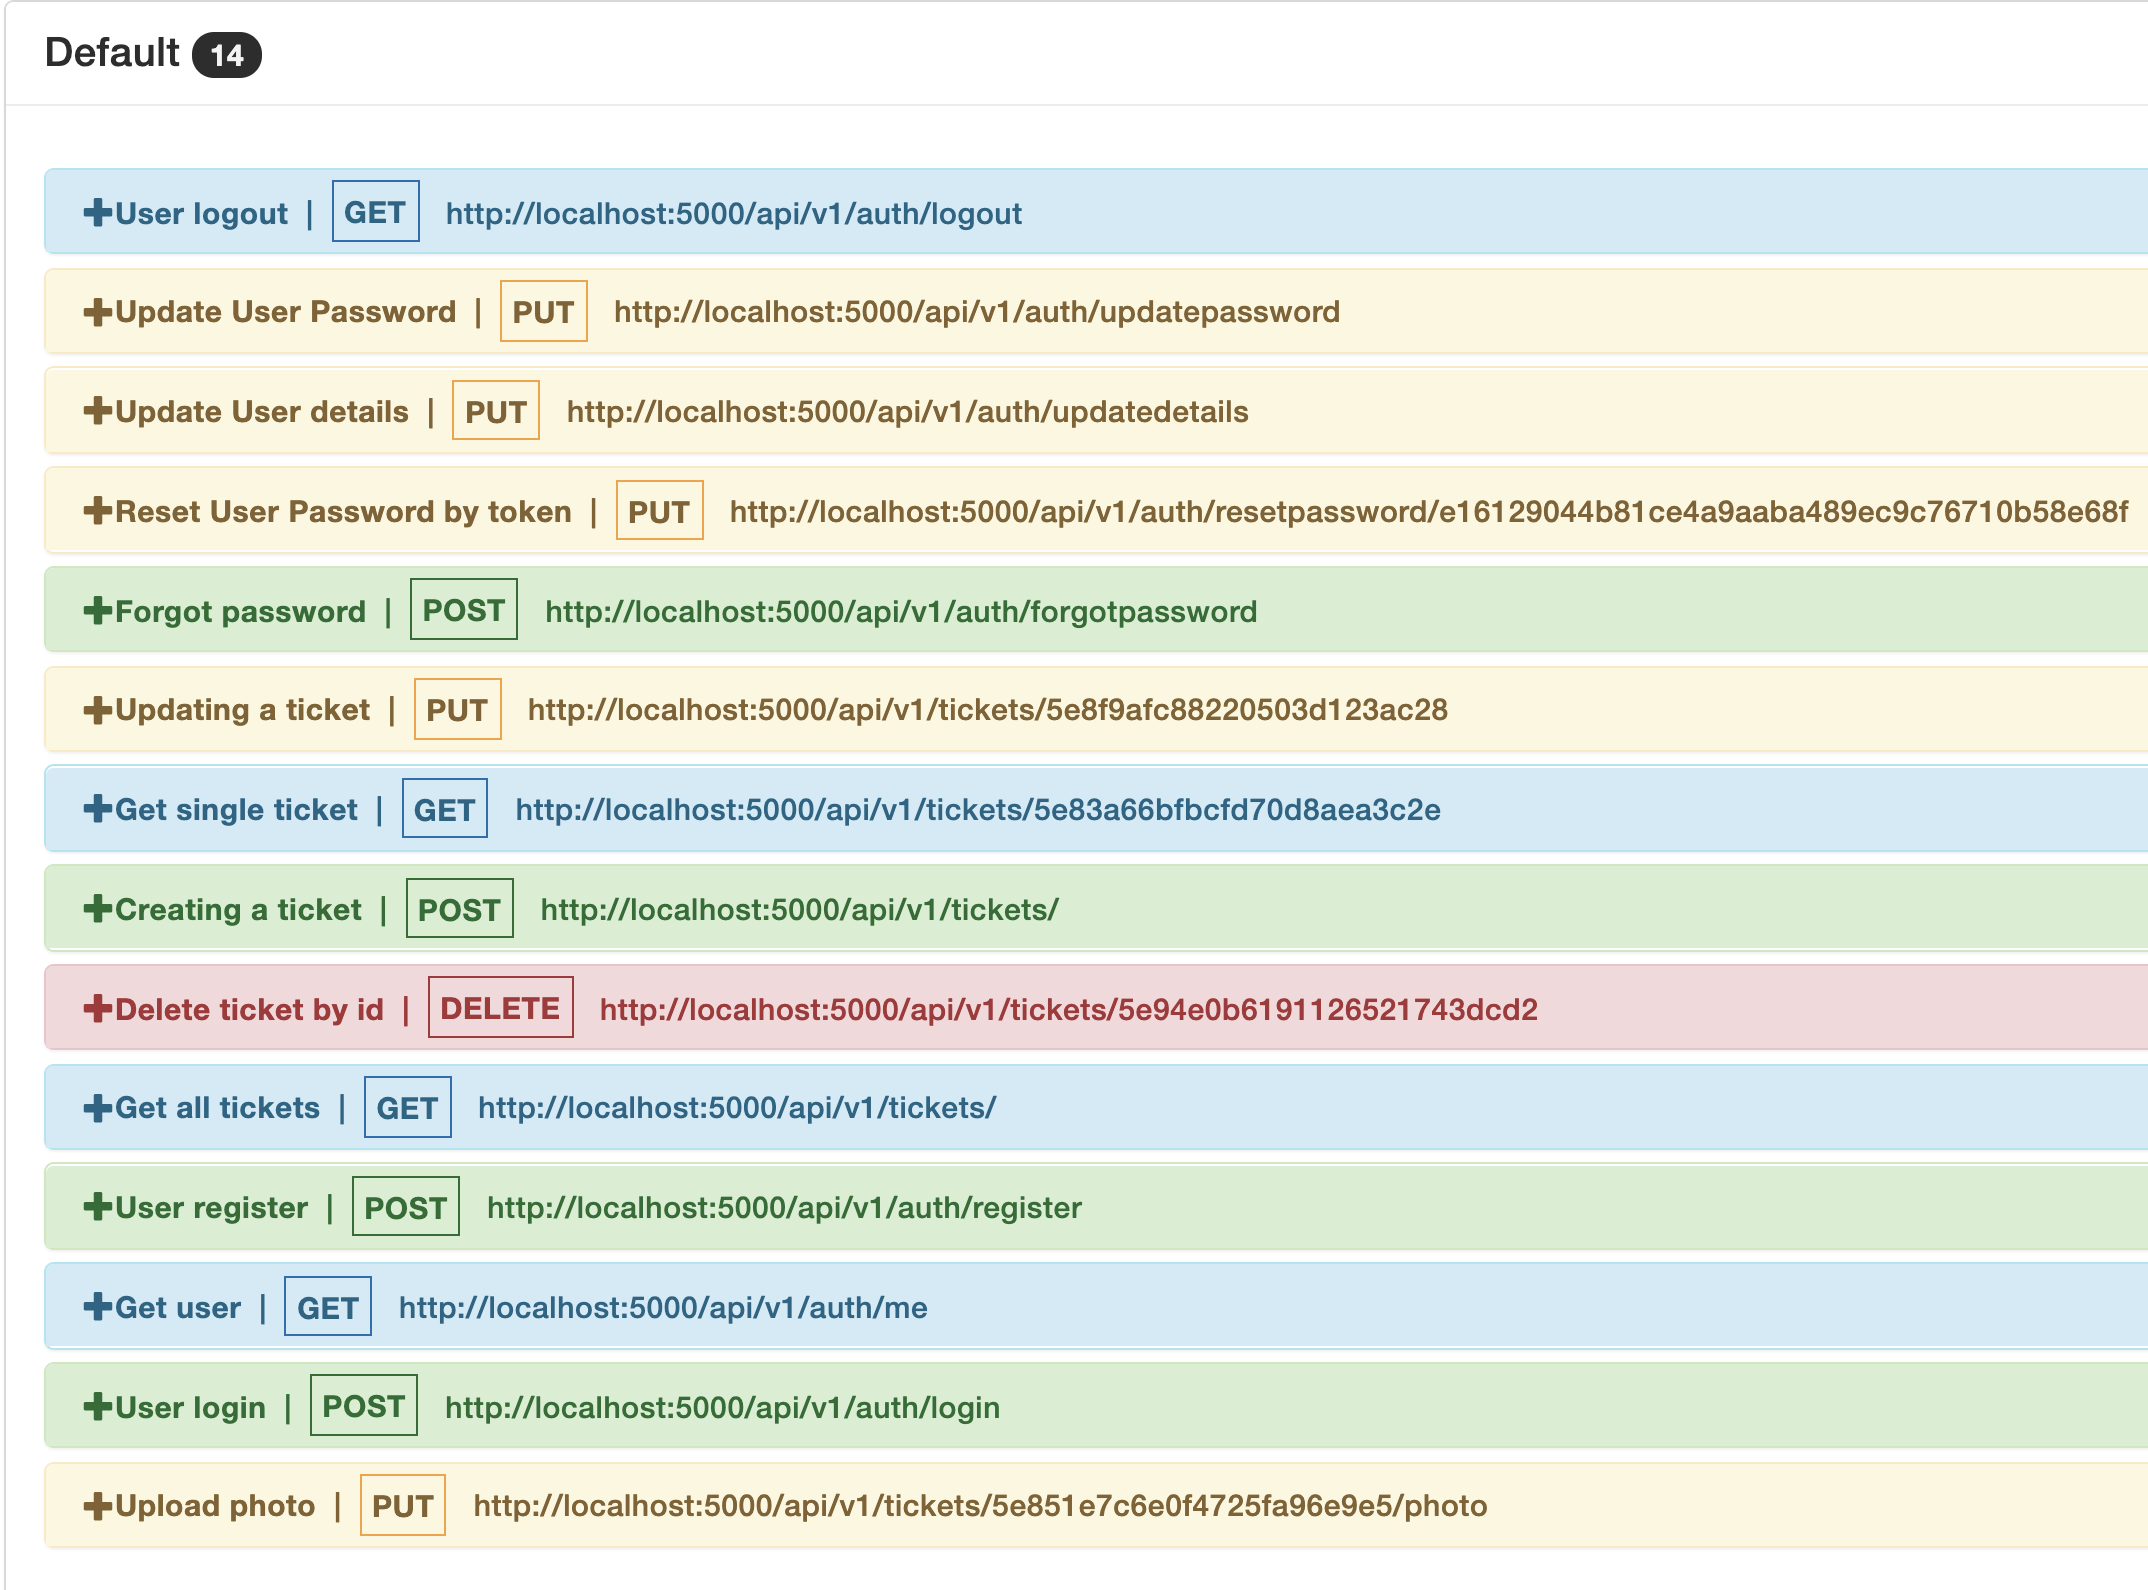 Default 14
User logout | GET http://localhost:5000/api/v1/auth/logout
Update User Password | PUT http://localhost:5000/api/v1/auth/updatepassword
Update User details | PUT http://localhost:5000/api/v1/auth/updatedetails
Reset User Password by token | PUT http://localhost:5000/api/v1/auth/resetpassword/e16129044b81ce4a9aaba489ec9c76710b58e68f
Forgot password | POST http://localhost:5000/api/v1/auth/forgotpassword
Updating a ticket | PUT http://localhost:5000/api/v1/tickets/5e8f9afc88220503d123ac28
Get single ticket | GET http://localhost:5000/api/v1/tickets/5e83a66bfbcfd70d8aea3c2e
Creating a ticket | POST http://localhost:5000/api/v1/tickets/
Delete ticket by id | DELETE http://localhost:5000/api/v1/tickets/5e94e0b6191126521743dcd2
Get all tickets | GET http://localhost:5000/api/v1/tickets/
User register | POST http://localhost:5000/api/v1/auth/register
Get user | GET http://localhost:5000/api/v1/auth/me
User login | POST http://localhost:5000/api/v1/auth/login
Upload photo | PUT http://localhost:5000/api/v1/tickets/5e851e7c6e0f4725fa96e9e5/photo